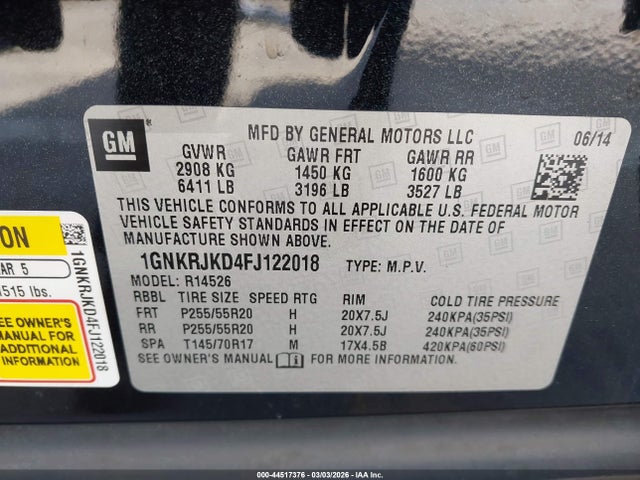 GM
MFD BY GENERAL MOTORS LLC
06/14
GVWR GAWR FRT GAWR RR
2908 KG 1450 KG 1600 KG
6411 LB 3196 LB 3527 LB
THIS VEHICLE CONFORMS TO ALL APPLICABLE U.S. FEDERAL MOTOR
VEHICLE SAFETY STANDARDS IN EFFECT ON THE DATE OF
MANUFACTURE SHOWN ABOVE.
1GNKRJKD4FJ122018 TYPE: M.P.V.
MODEL: R14526
RBBL TIRE SIZE SPEED RTG RIM COLD TIRE PRESSURE
FRT P255/55R20 H 20X7.5J 240KPA(35PSI)
RR P255/55R20 H 20X7.5J 240KPA(35PSI)
SPA T145/70R17 M 17X4.5B 420KPA(60PSI)
SEE OWNER'S MANUAL FOR MORE INFORMATION
ON
AR 5
515 lbs.
SEE OWNER'S
MANUAL FOR
ADDITIONAL
1GNKRJKD4FJ122018
000-44517376 - 03/03/2026 - IAAI, Inc.